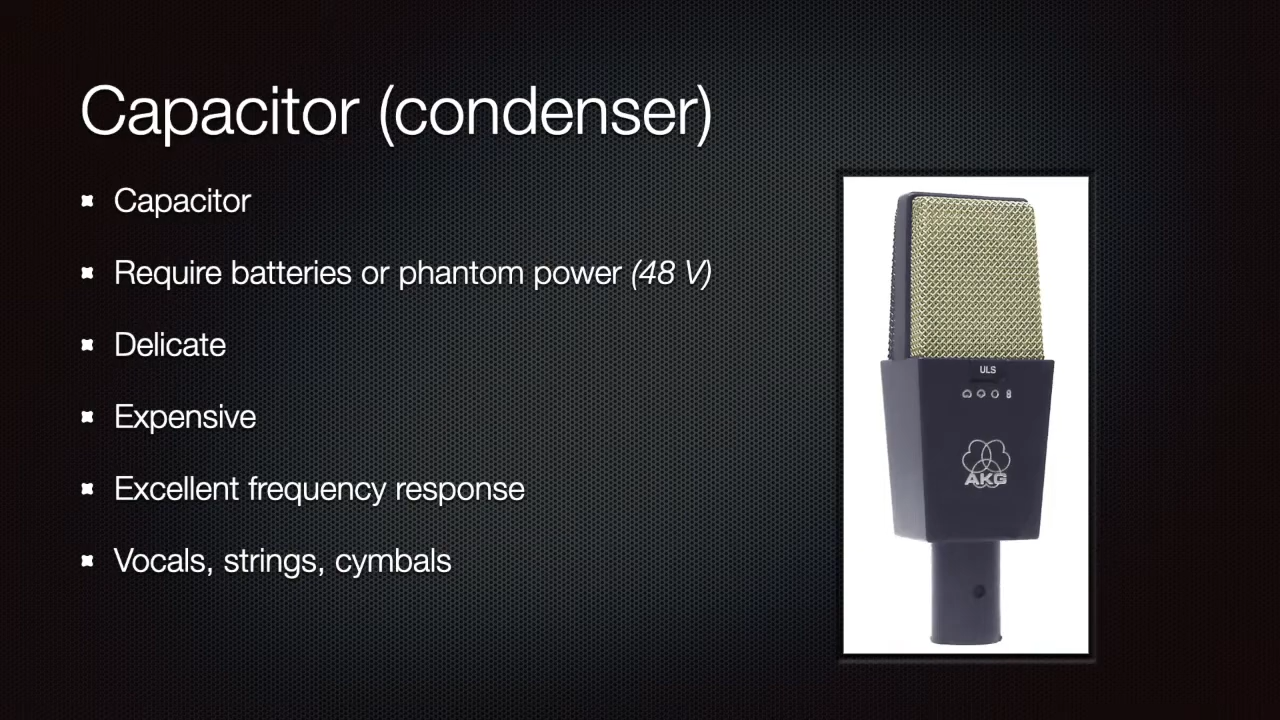 Capacitor (condenser)
Capacitor
Require batteries or phantom power (48 V)
Delicate
Expensive
Excellent frequency response
Vocals, strings, cymbals
ULS
AKG